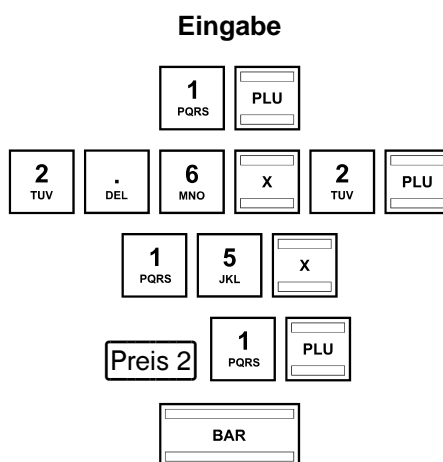 Eingabe
1 PLU
PQRS
2 . 6 X 2 PLU
TUV DEL MNO TUV
1 5 X
PQRS JKL
Preis 2 1 PLU
PQRS
BAR